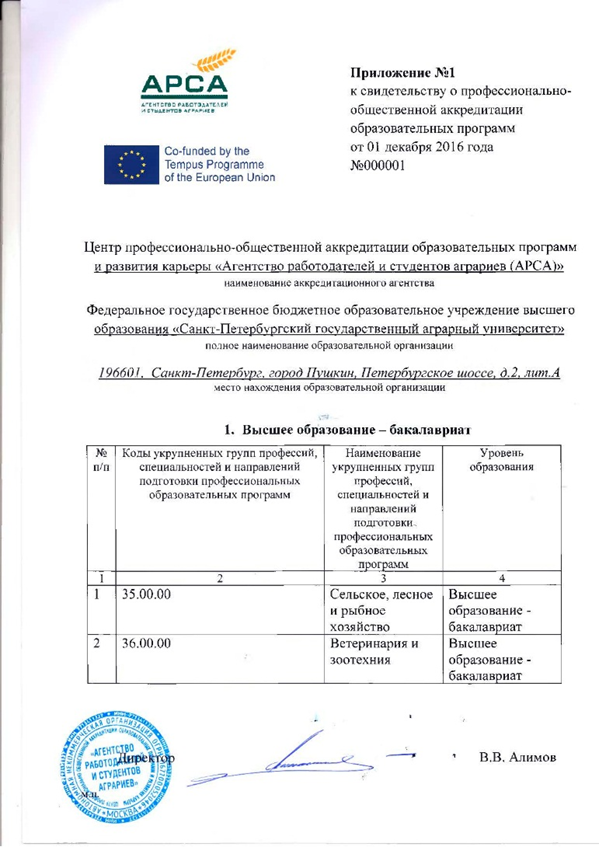 АРСА
АГЕНТСТВО РАБОТОДАТЕЛЕЙ
И СТУДЕНТОВ АГРАРИЕВ
Co-funded by the
Tempus Programme
of the European Union
Приложение №1
к свидетельству о профессионально-
общественной аккредитации
образовательных программ
от 01 декабря 2016 года
№000001
Центр профессионально-общественной аккредитации образовательных программ
и развития карьеры «Агентство работодателей и студентов аграриев (АРСА)»
наименование аккредитационного агентства
Федеральное государственное бюджетное образовательное учреждение высшего
образования «Санкт-Петербургский государственный аграрный университет»
полное наименование образовательной организации
196601, Санкт-Петербург, город Пушкин, Петербургское шоссе, д.2, лит.А
место нахождения образовательной организации
1. Высшее образование – бакалавриат
№
п/п
Коды укрупненных групп профессий,
специальностей и направлений
подготовки профессиональных
образовательных программ
Наименование
укрупненных групп
профессий,
специальностей и
направлений
подготовки
профессиональных
образовательных
программ
Уровень
образования
1 2 3 4
1
35.00.00
Сельское, лесное
и рыбное
хозяйство
Высшее
образование -
бакалавриат
2
36.00.00
Ветеринария и
зоотехния
Высшее
образование -
бакалавриат
«АГЕНТСТВО
РАБОТОДАТЕЛЕЙ
И СТУДЕНТОВ
АГРАРИЕВ»
МОСКВА
Директор
В.В. Алимов
м.п.